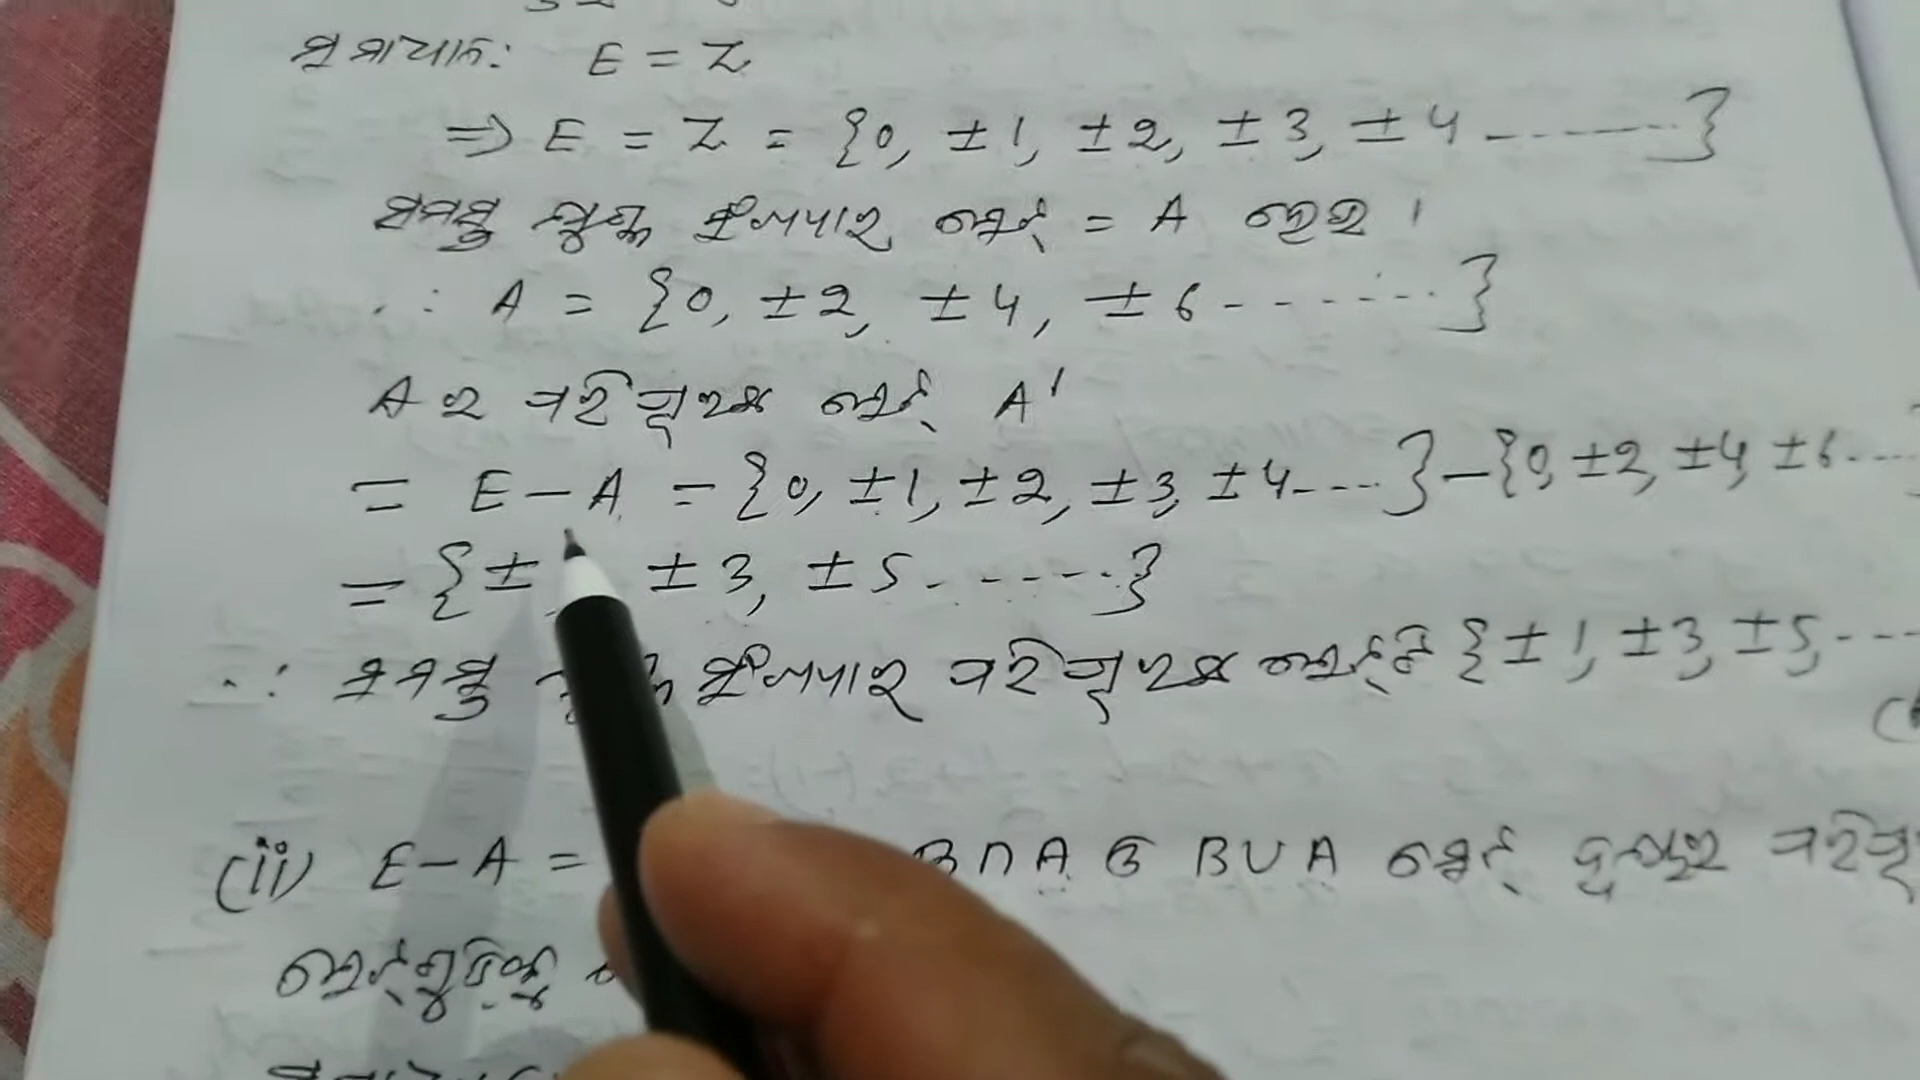 ସମାଧାନ: E = Z
⇒ E = Z = {0, ±1, ±2, ±3, ±4 ------}
ସମସ୍ତ ଯୁଗ୍ମ ପୂର୍ଣ୍ଣସଂଖ୍ୟାର ସେଟ୍ = A ହେଉ ।
∴ A = {0, ±2, ±4, ±6 ------}
A ର ପରିପୂରକ ସେଟ୍ A'
= E − A = {0, ±1, ±2, ±3, ±4 ----} − {0, ±2, ±4, ±6 ----
= {± ±3, ±5 ------}
∴ ସମସ୍ତ ପରିପୂରକ {±1, ±3, ±5, ---
(ii) E − A = B ∩ A ଓ B ∪ A ସେଟ୍
ସେଟ୍‌ଗୁଡ଼ିକୁ